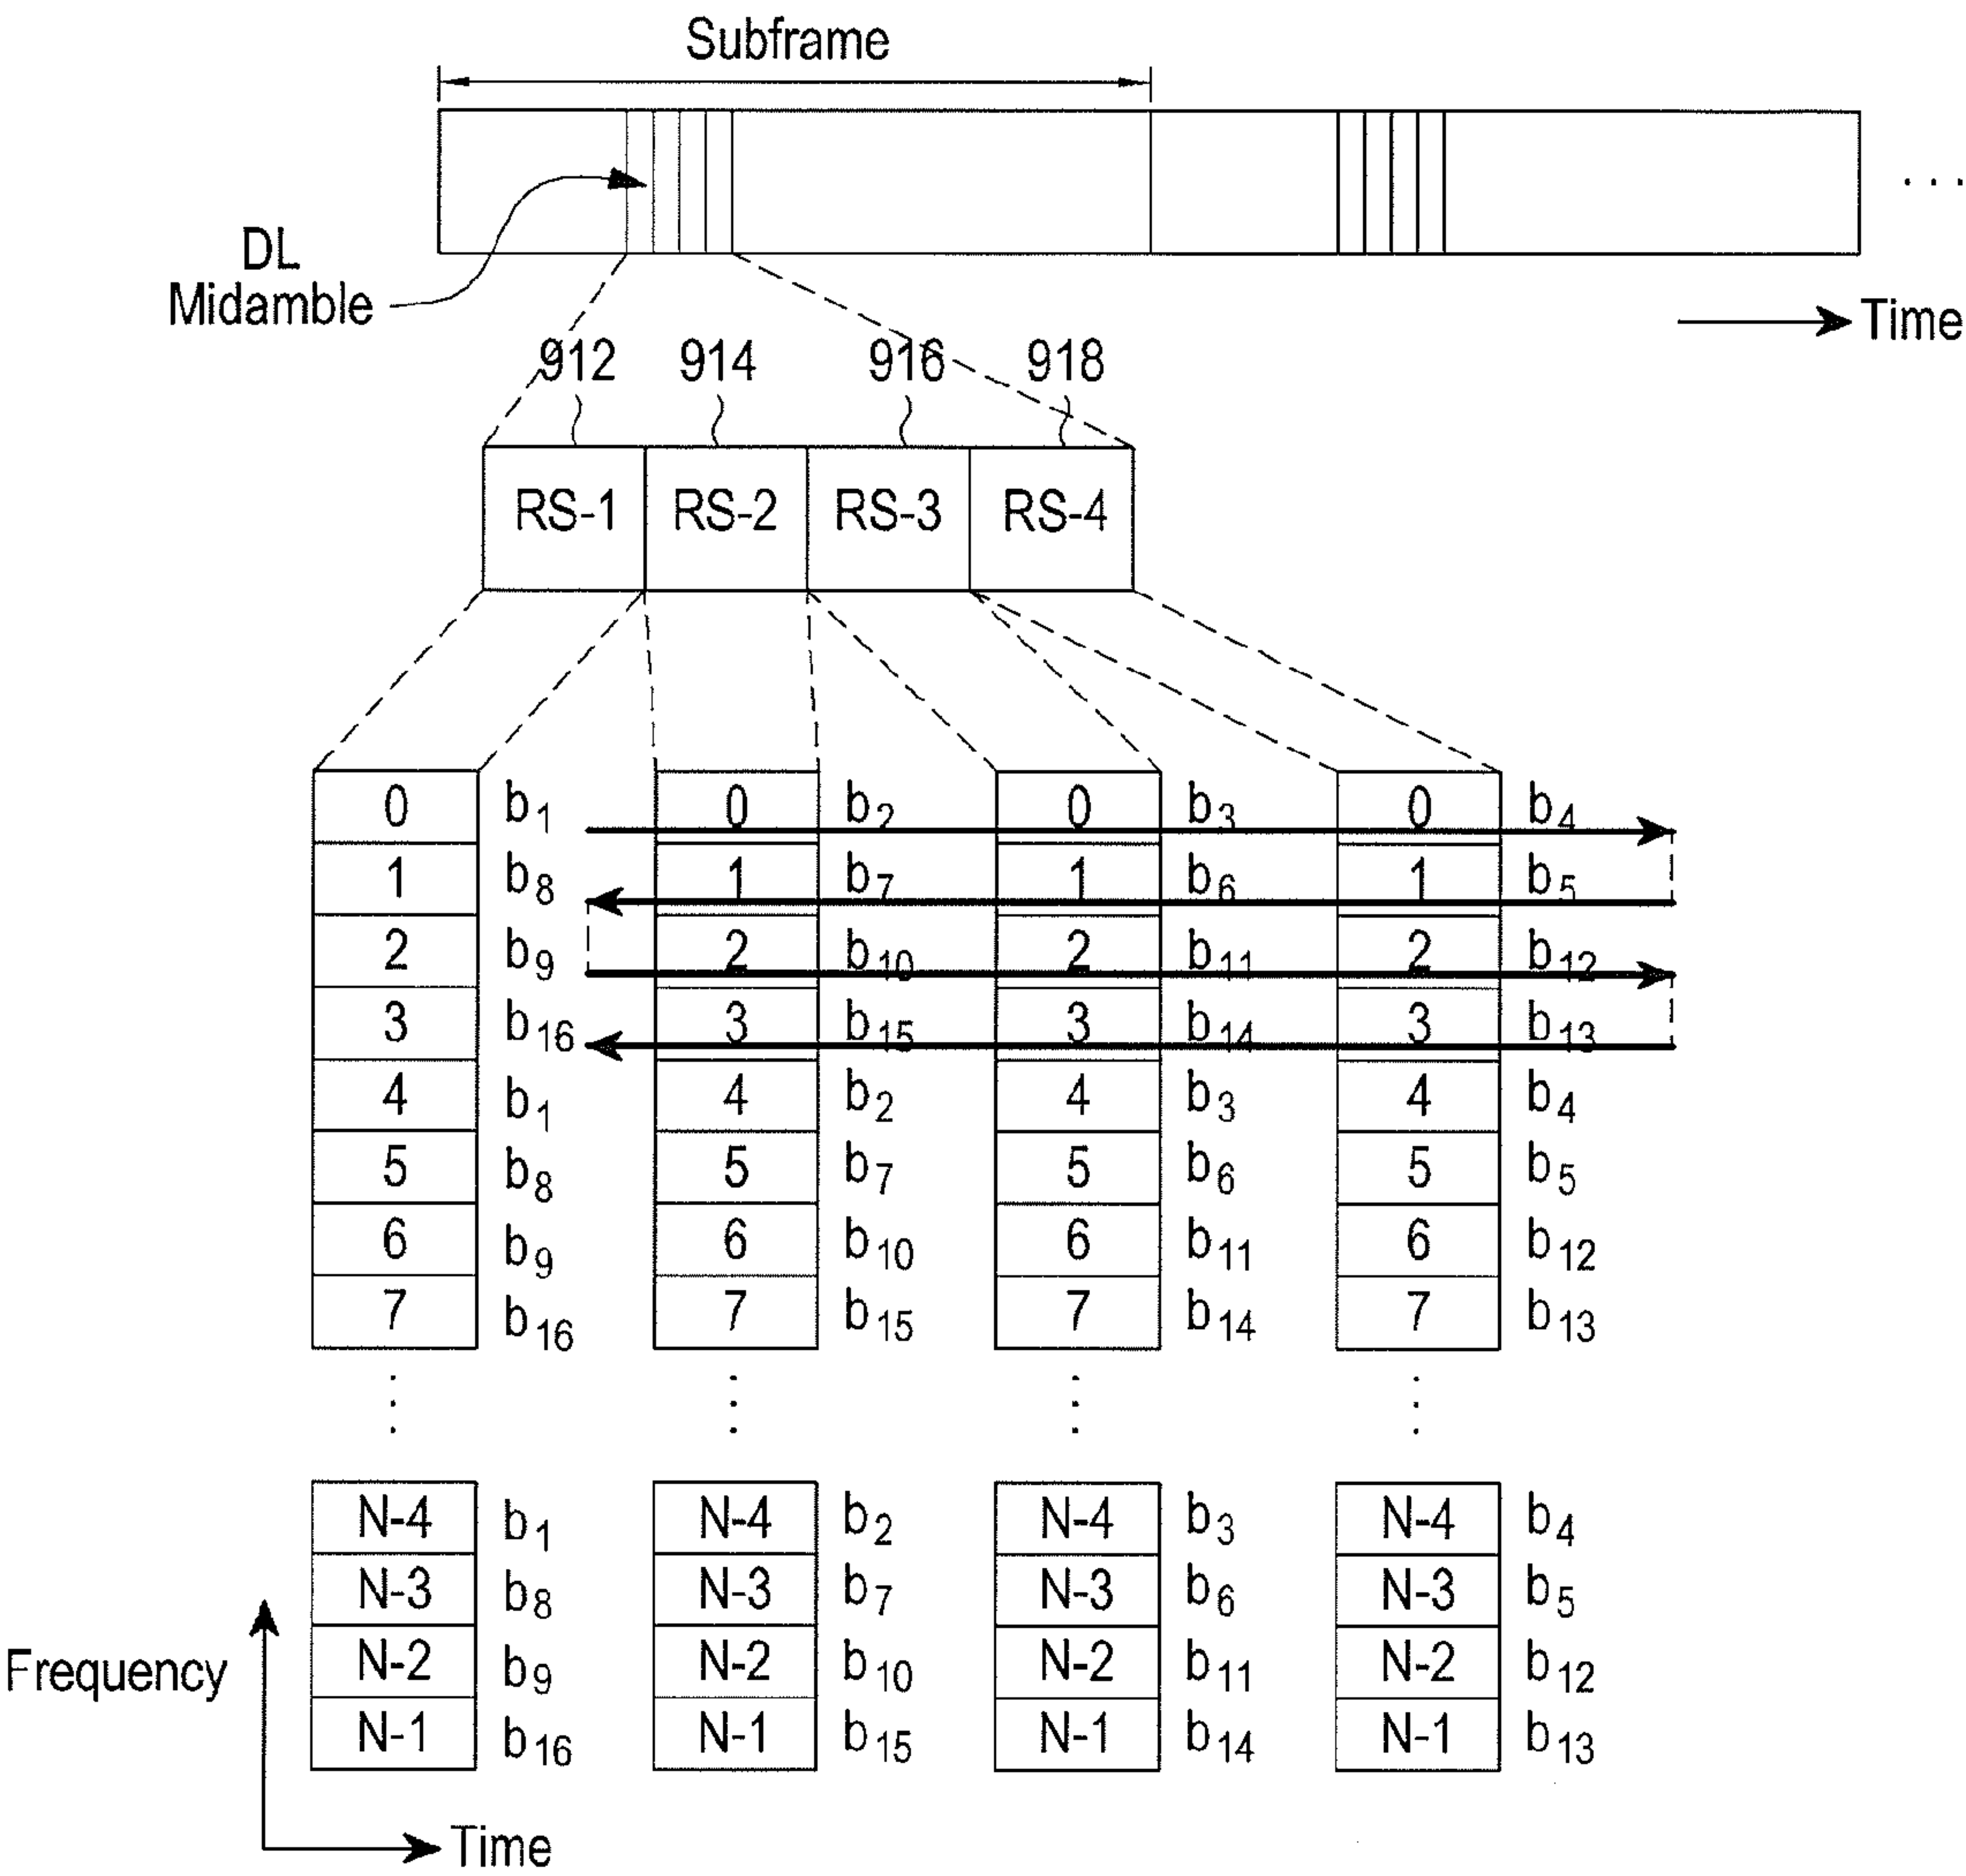 Subframe
...
DL
Midamble
Time
912 914 916 918
RS-1 RS-2 RS-3 RS-4
0 b1 0 b2 0 b3 0 b4
1 b8 1 b7 1 b6 1 b5
2 b9 2 b10 2 b11 2 b12
3 b16 3 b15 3 b14 3 b13
4 b1 4 b2 4 b3 4 b4
5 b8 5 b7 5 b6 5 b5
6 b9 6 b10 6 b11 6 b12
7 b16 7 b15 7 b14 7 b13
N-4 b1 N-4 b2 N-4 b3 N-4 b4
N-3 b8 N-3 b7 N-3 b6 N-3 b5
N-2 b9 N-2 b10 N-2 b11 N-2 b12
N-1 b16 N-1 b15 N-1 b14 N-1 b13
Frequency
Time